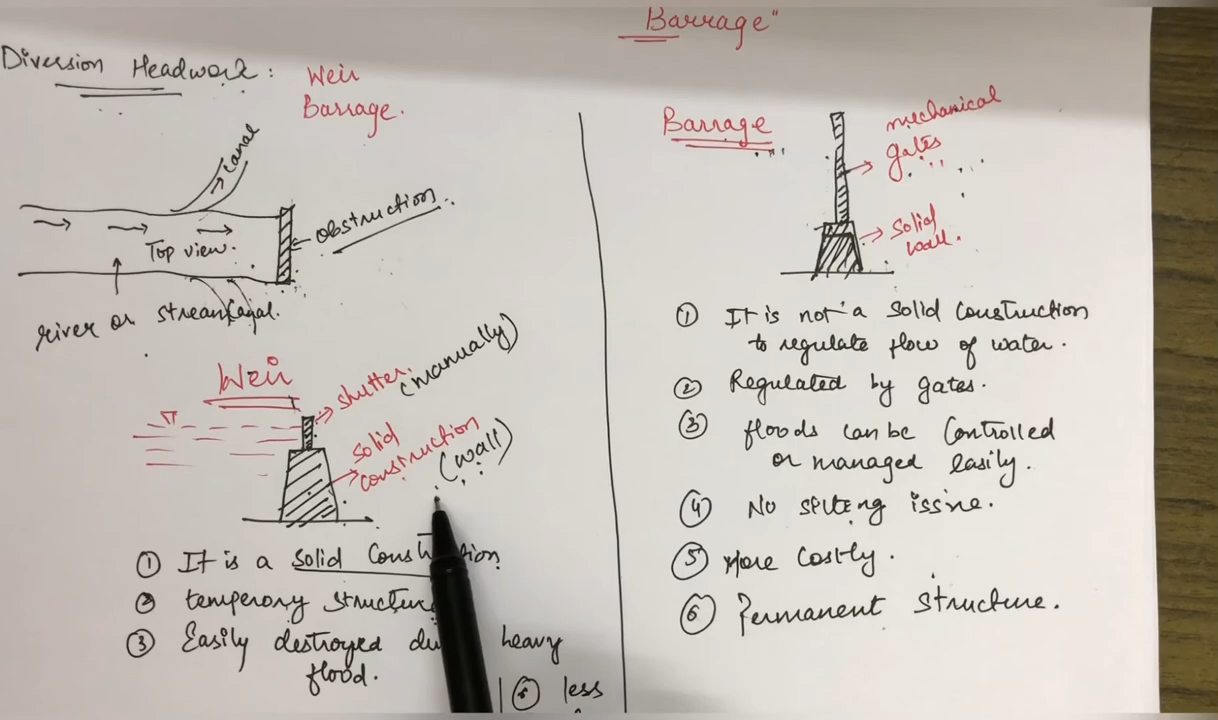 Barrage"
Diversion Headwork:
Weir
Barrage.
canal
obstruction.
Top view.
river or stream
Canal.
Weir
shutter.
(manually)
solid
construction
(wall)
① It is a solid Construction
② temperory structure
③ Easily destroyed du heavy
flood.
less
Barrage
mechanical
gates
solid
wall.
① It is not a solid Construction
to regulate flow of water.
② Regulated by gates.
③ floods can be Controlled
or managed easily.
④ No issue.
⑤ More Costly.
⑥ Permanent structure.